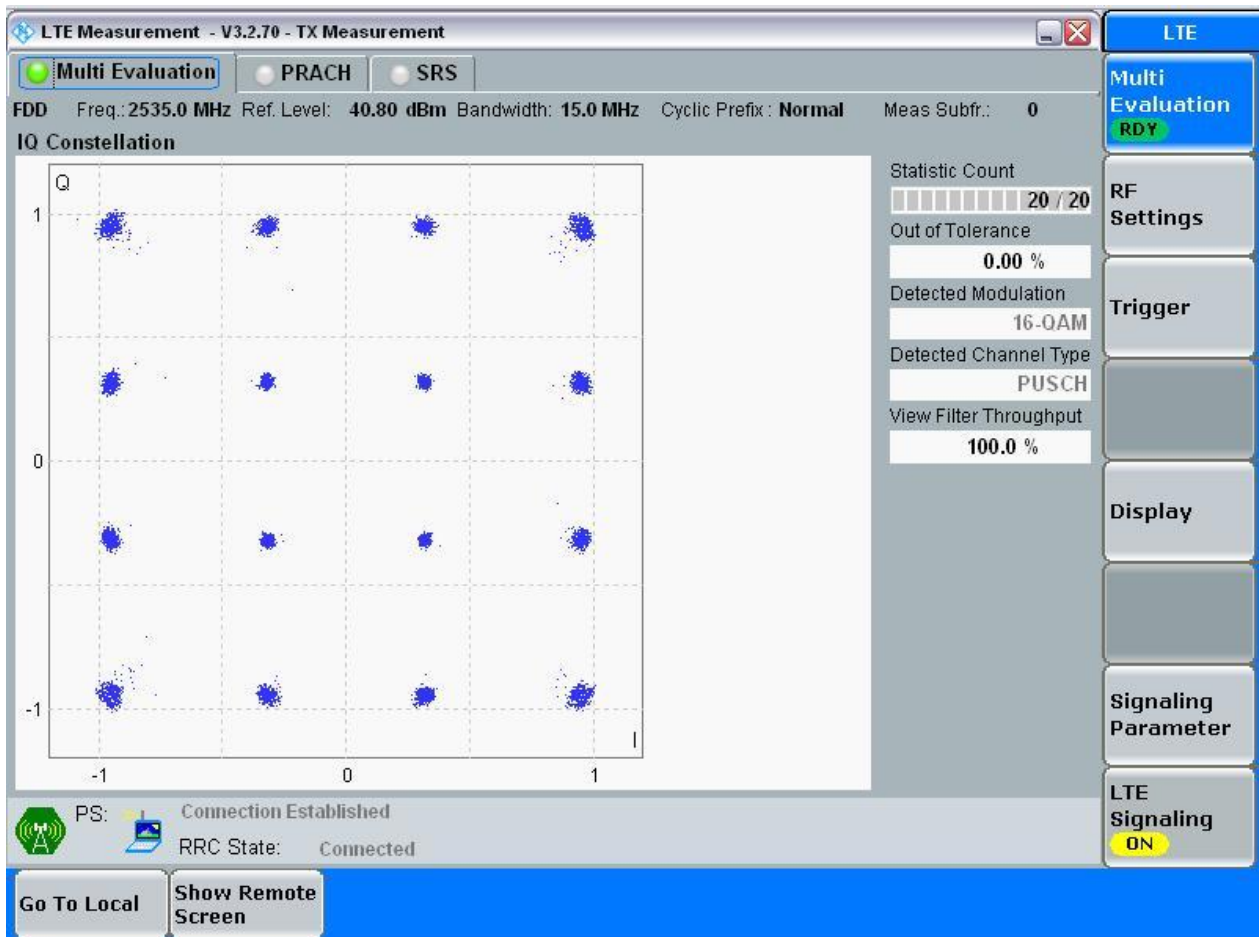 LTE Measurement - V3.2.70 - TX Measurement
LTE
Multi Evaluation PRACH SRS
FDD Freq.: 2535.0 MHz Ref. Level: 40.80 dBm Bandwidth: 15.0 MHz Cyclic Prefix : Normal Meas Subfr.: 0
IQ Constellation
Q
1
0
-1
I
-1 0 1
Statistic Count
20 / 20
Out of Tolerance
0.00 %
Detected Modulation
16-QAM
Detected Channel Type
PUSCH
View Filter Throughput
100.0 %
Multi
Evaluation
RDY
RF
Settings
Trigger
Display
Signaling
Parameter
LTE
Signaling
ON
PS: Connection Established
RRC State: Connected
Go To Local
Show Remote
Screen